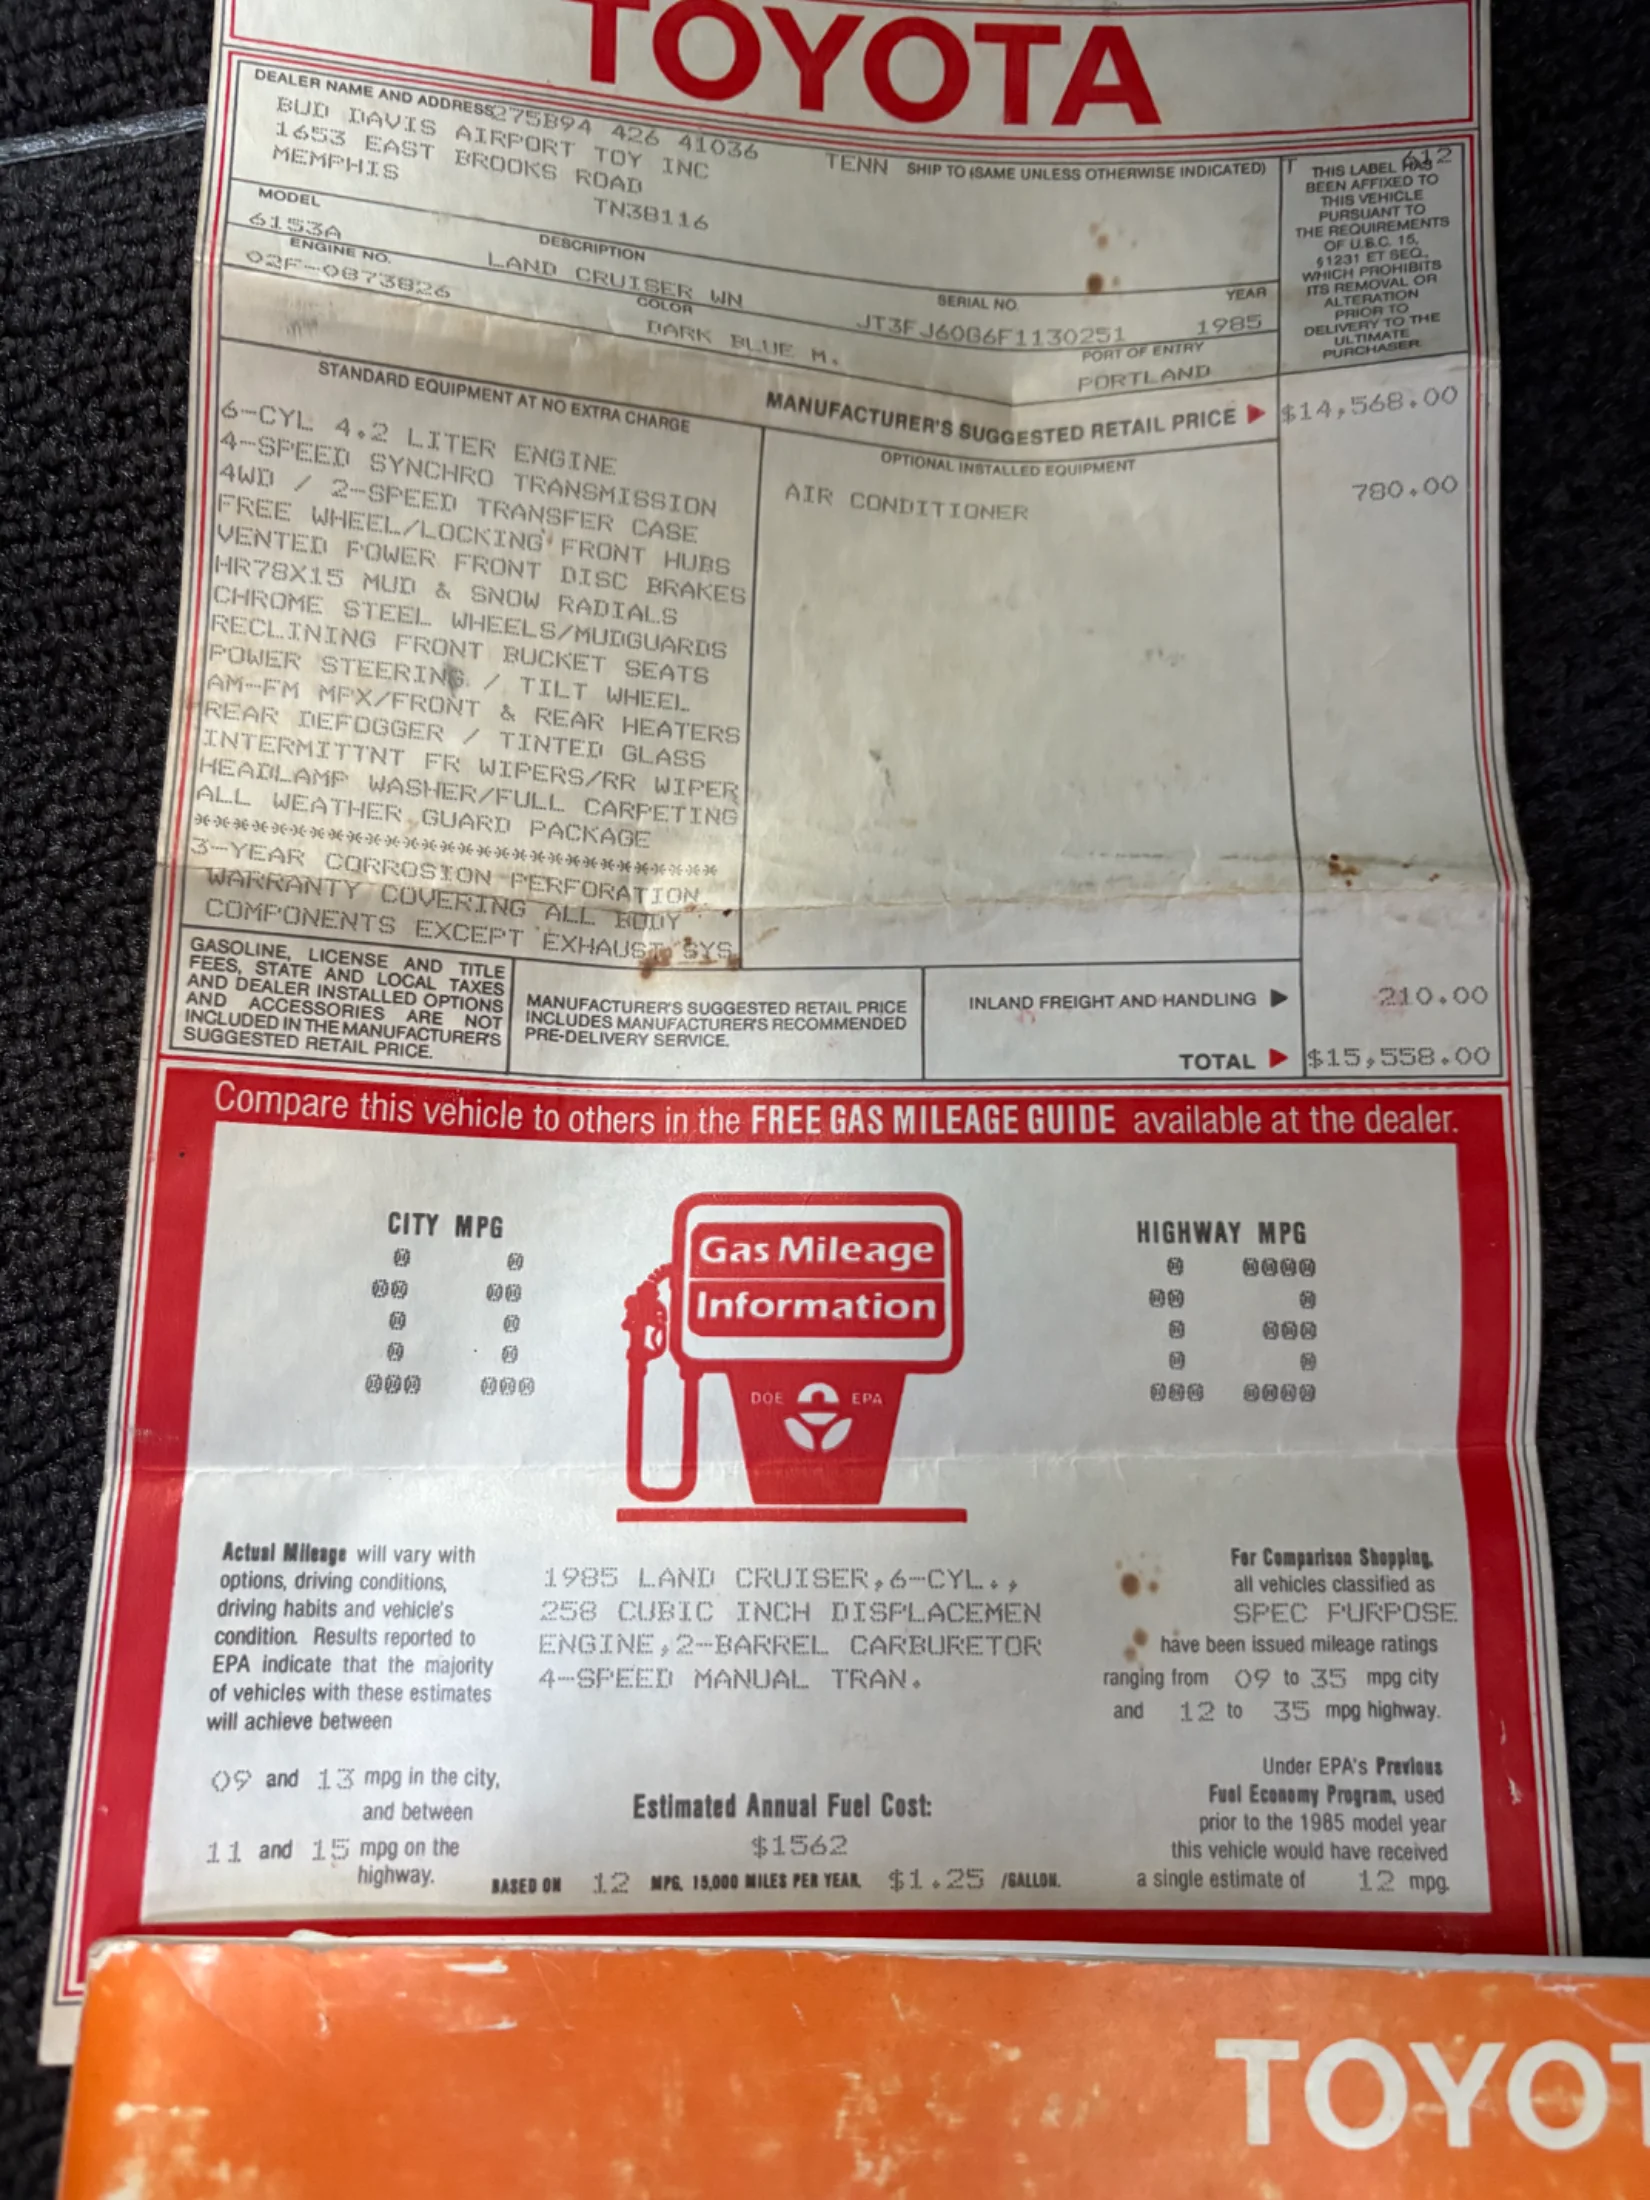 TOYOTA
DEALER NAME AND ADDRESS 275B94 426 41036 TENN SHIP TO (SAME UNLESS OTHERWISE INDICATED) T 612
BUD DAVIS AIRPORT TOY INC
1653 EAST BROOKS ROAD
MEMPHIS TN38116
THIS LABEL HAS
BEEN AFFIXED TO
THIS VEHICLE
PURSUANT TO
THE REQUIREMENTS
OF U.S.C. 15,
§1231 ET SEQ.,
WHICH PROHIBITS
ITS REMOVAL OR
ALTERATION
PRIOR TO
DELIVERY TO THE
ULTIMATE
PURCHASER.
MODEL DESCRIPTION SERIAL NO. YEAR
6153A LAND CRUISER WN JT3FJ60G6F1130251 1985
ENGINE NO. COLOR PORT OF ENTRY
02F-0873826 DARK BLUE M. PORTLAND
STANDARD EQUIPMENT AT NO EXTRA CHARGE
MANUFACTURER'S SUGGESTED RETAIL PRICE $14,568.00
OPTIONAL INSTALLED EQUIPMENT
AIR CONDITIONER 780.00
6-CYL 4.2 LITER ENGINE
4-SPEED SYNCHRO TRANSMISSION
4WD / 2-SPEED TRANSFER CASE
FREE WHEEL/LOCKING FRONT HUBS
VENTED POWER FRONT DISC BRAKES
HR78X15 MUD & SNOW RADIALS
CHROME STEEL WHEELS/MUDGUARDS
RECLINING FRONT BUCKET SEATS
POWER STEERING / TILT WHEEL
AM-FM MPX/FRONT & REAR HEATERS
REAR DEFOGGER / TINTED GLASS
INTERMITTNT FR WIPERS/RR WIPER
HEADLAMP WASHER/FULL CARPETING
ALL WEATHER GUARD PACKAGE
******************************
3-YEAR CORROSION PERFORATION
WARRANTY COVERING ALL BODY
COMPONENTS EXCEPT EXHAUST SYS
GASOLINE, LICENSE AND TITLE
FEES, STATE AND LOCAL TAXES
AND DEALER INSTALLED OPTIONS
AND ACCESSORIES ARE NOT
INCLUDED IN THE MANUFACTURER'S
SUGGESTED RETAIL PRICE.
MANUFACTURER'S SUGGESTED RETAIL PRICE
INCLUDES MANUFACTURER'S RECOMMENDED
PRE-DELIVERY SERVICE.
INLAND FREIGHT AND HANDLING 210.00
TOTAL $15,558.00
Compare this vehicle to others in the FREE GAS MILEAGE GUIDE available at the dealer.
CITY MPG
11
Gas Mileage
Information
DOE EPA
HIGHWAY MPG
13
Actual Mileage will vary with
options, driving conditions,
driving habits and vehicle's
condition. Results reported to
EPA indicate that the majority
of vehicles with these estimates
will achieve between
09 and 13 mpg in the city,
and between
11 and 15 mpg on the
highway.
1985 LAND CRUISER,6-CYL.,
258 CUBIC INCH DISPLACEMEN
ENGINE,2-BARREL CARBURETOR
4-SPEED MANUAL TRAN.
Estimated Annual Fuel Cost:
$1562
BASED ON 12 MPG, 15,000 MILES PER YEAR, $1.25 /GALLON.
For Comparison Shopping,
all vehicles classified as
SPEC PURPOSE
have been issued mileage ratings
ranging from 09 to 35 mpg city
and 12 to 35 mpg highway.
Under EPA's Previous
Fuel Economy Program, used
prior to the 1985 model year
this vehicle would have received
a single estimate of 12 mpg.
TOYOT